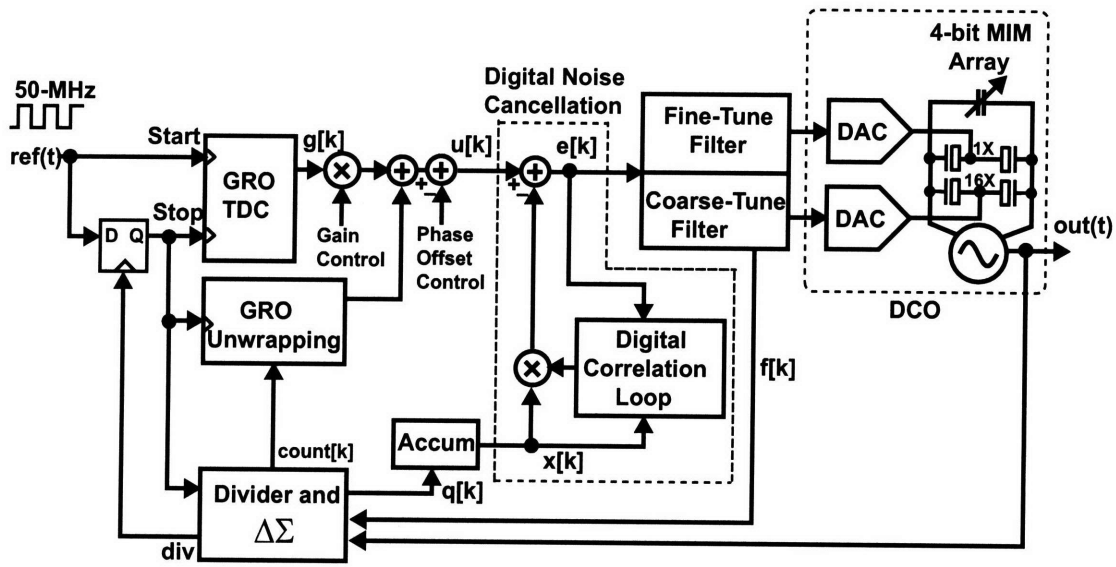 4-bit MIM
Array
50-MHz
Digital Noise
Cancellation
ref(t)
Start
Stop
GRO
TDC
g[k]
u[k]
e[k]
Fine-Tune
Filter
Coarse-Tune
Filter
DAC
DAC
1X
16X
out(t)
DCO
D Q
Gain
Control
Phase
Offset
Control
GRO
Unwrapping
Digital
Correlation
Loop
f[k]
count[k]
Accum
x[k]
q[k]
Divider and
ΔΣ
div